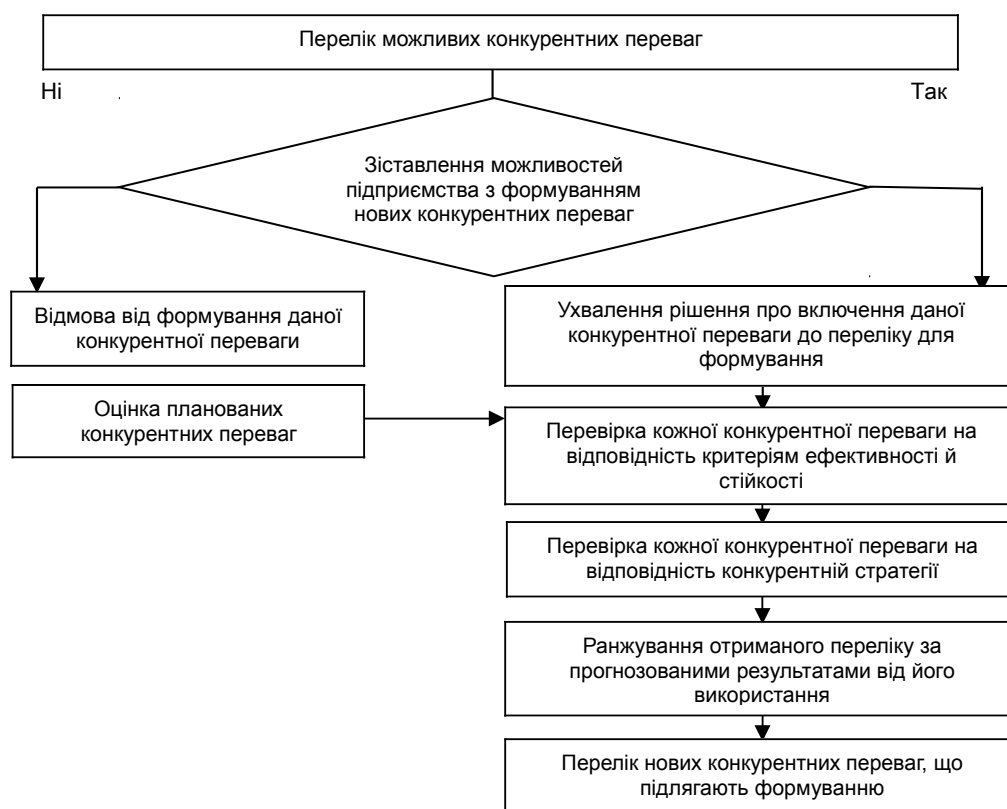 Перелік можливих конкурентних переваг
Ні
Так
Зіставлення можливостей
підприємства з формуванням
нових конкурентних переваг
Відмова від формування даної
конкурентної переваги
Ухвалення рішення про включення даної
конкурентної переваги до переліку для
формування
Оцінка планованих
конкурентних переваг
Перевірка кожної конкурентної переваги на
відповідність критеріям ефективності й
стійкості
Перевірка кожної конкурентної переваги на
відповідність конкурентній стратегії
Ранжування отриманого переліку за
прогнозованими результатами від його
використання
Перелік нових конкурентних переваг, що
підлягають формуванню